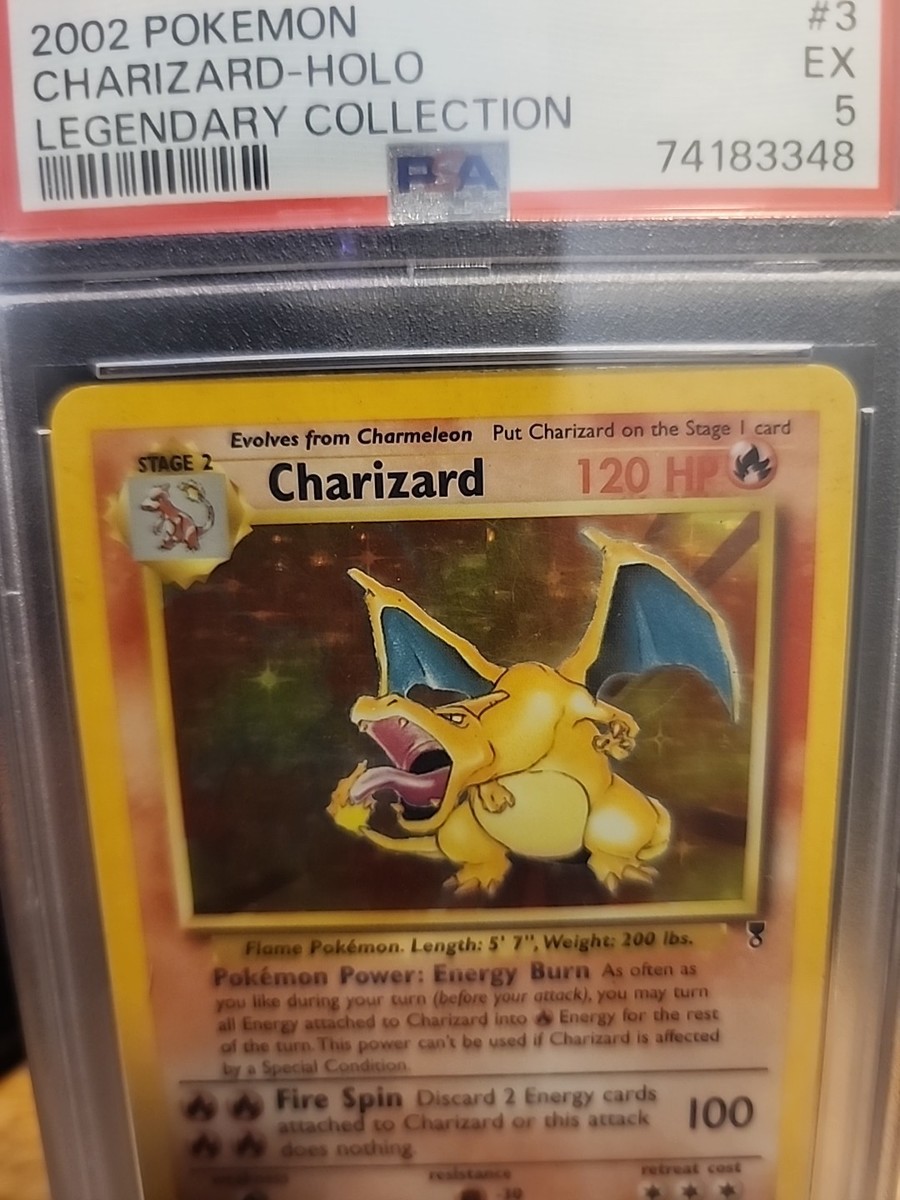 2002 POKEMON #3
CHARIZARD-HOLO EX
LEGENDARY COLLECTION 5
74183348
PSA
Evolves from Charmeleon Put Charizard on the Stage 1 card
STAGE 2
Charizard 120 HP
Flame Pokémon. Length: 5' 7", Weight: 200 lbs.
Pokémon Power: Energy Burn As often as
you like during your turn (before your attack), you may turn
all Energy attached to Charizard into Energy for the rest
of the turn. This power can't be used if Charizard is affected
by a Special Condition.
Fire Spin Discard 2 Energy cards
attached to Charizard or this attack 100
does nothing.
weakness resistance retreat cost
-30